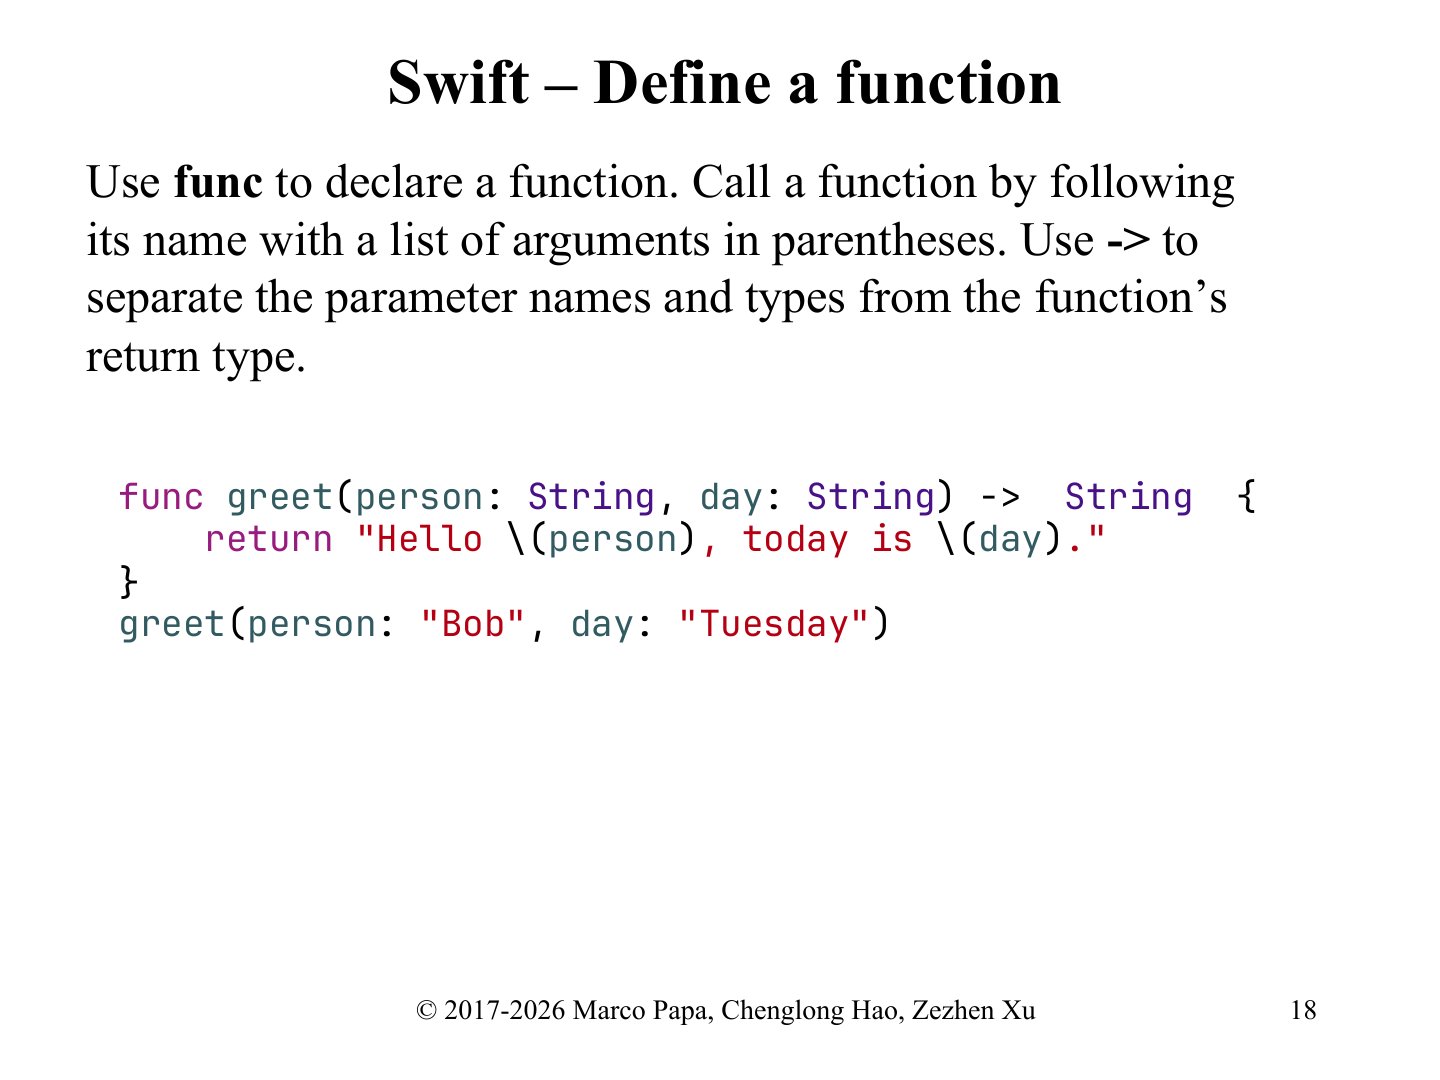 Swift – Define a function
Use func to declare a function. Call a function by following
its name with a list of arguments in parentheses. Use -> to
separate the parameter names and types from the function’s
return type.
func greet(person: String, day: String) ->  String  {
    return "Hello \(person), today is \(day)."
}
greet(person: "Bob", day: "Tuesday")
© 2017-2026 Marco Papa, Chenglong Hao, Zezhen Xu
18